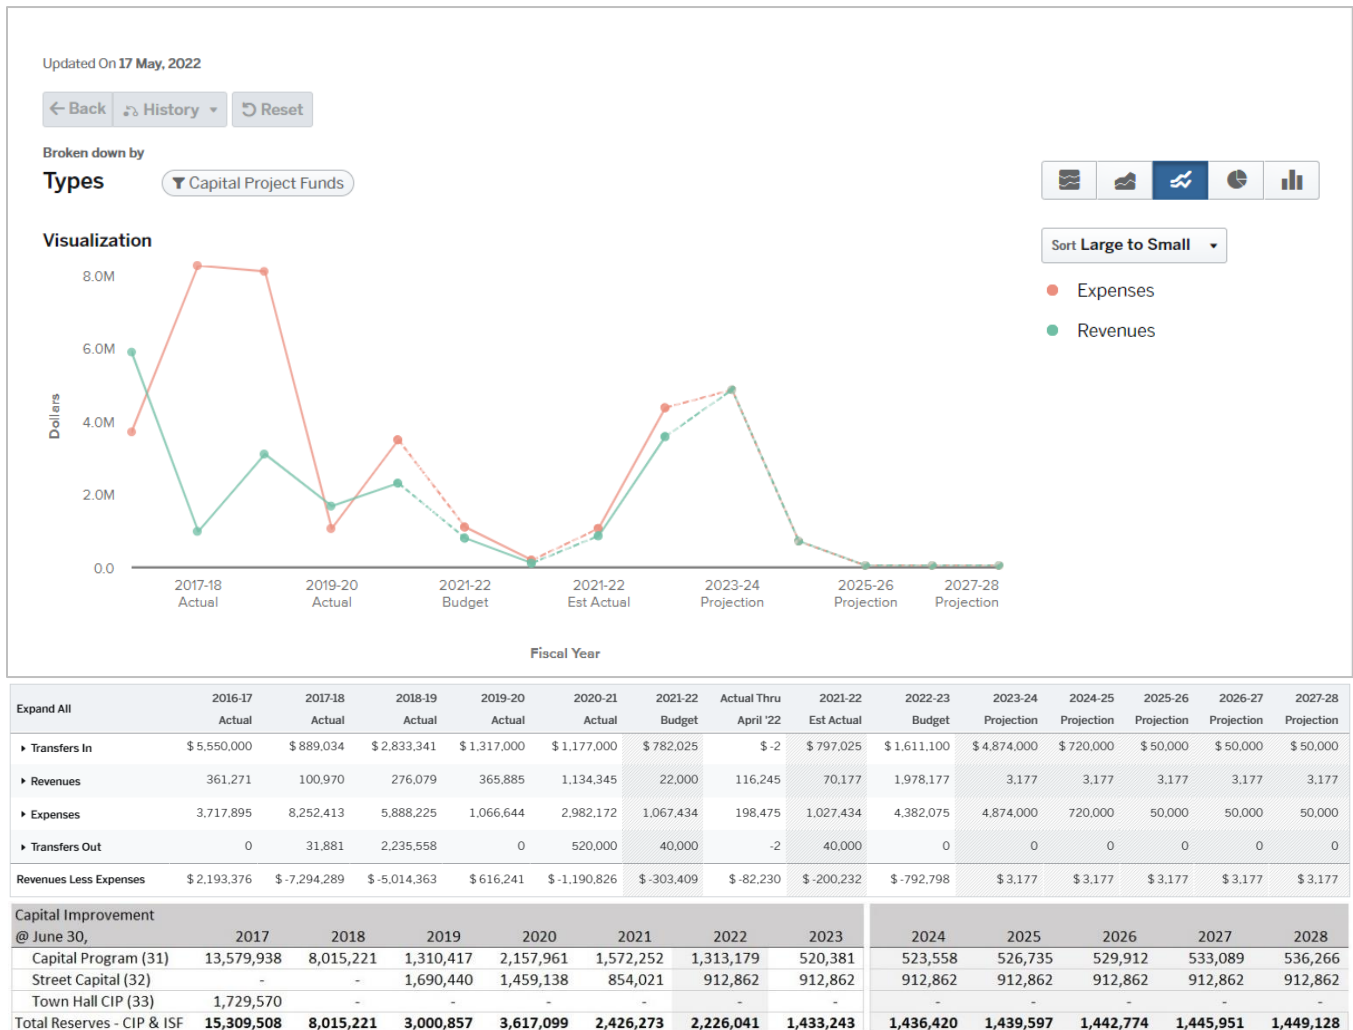 Updated On 17 May, 2022
Back History Reset
Broken down by
Types Capital Project Funds
Visualization
Sort Large to Small
Expenses
Revenues
8.0M
6.0M
4.0M
2.0M
0.0
Dollars
2017-18 2019-20 2021-22 2021-22 2023-24 2025-26 2027-28
Actual Actual Budget Est Actual Projection Projection Projection
Fiscal Year
2016-17 2017-18 2018-19 2019-20 2020-21 2021-22 Actual Thru 2021-22 2022-23 2023-24 2024-25 2025-26 2026-27 2027-28
Expand All
Actual Actual Actual Actual Actual Budget April '22 Est Actual Budget Projection Projection Projection Projection Projection
Transfers In $ 5,550,000 $ 889,034 $ 2,833,341 $ 1,317,000 $ 1,177,000 $ 782,025 $ -2 $ 797,025 $ 1,611,100 $ 4,874,000 $ 720,000 $ 50,000 $ 50,000 $ 50,000
Revenues 361,271 100,970 276,079 365,885 1,134,345 22,000 116,245 70,177 1,978,177 3,177 3,177 3,177 3,177 3,177
Expenses 3,717,895 8,252,413 5,888,225 1,066,644 2,982,172 1,067,434 198,475 1,027,434 4,382,075 4,874,000 720,000 50,000 50,000 50,000
Transfers Out 0 31,881 2,235,558 0 520,000 40,000 -2 40,000 0 0 0 0 0 0
Revenues Less Expenses $ 2,193,376 $ -7,294,289 $ -5,014,363 $ 616,241 $ -1,190,826 $ -303,409 $ -82,230 $ -200,232 $ -792,798 $ 3,177 $ 3,177 $ 3,177 $ 3,177 $ 3,177
Capital Improvement
@ June 30, 2017 2018 2019 2020 2021 2022 2023 2024 2025 2026 2027 2028
Capital Program (31) 13,579,938 8,015,221 1,310,417 2,157,961 1,572,252 1,313,179 520,381 523,558 526,735 529,912 533,089 536,266
Street Capital (32) - - 1,690,440 1,459,138 854,021 912,862 912,862 912,862 912,862 912,862 912,862 912,862
Town Hall CIP (33) 1,729,570 - - - - - - - - - - -
Total Reserves - CIP & ISF 15,309,508 8,015,221 3,000,857 3,617,099 2,426,273 2,226,041 1,433,243 1,436,420 1,439,597 1,442,774 1,445,951 1,449,128